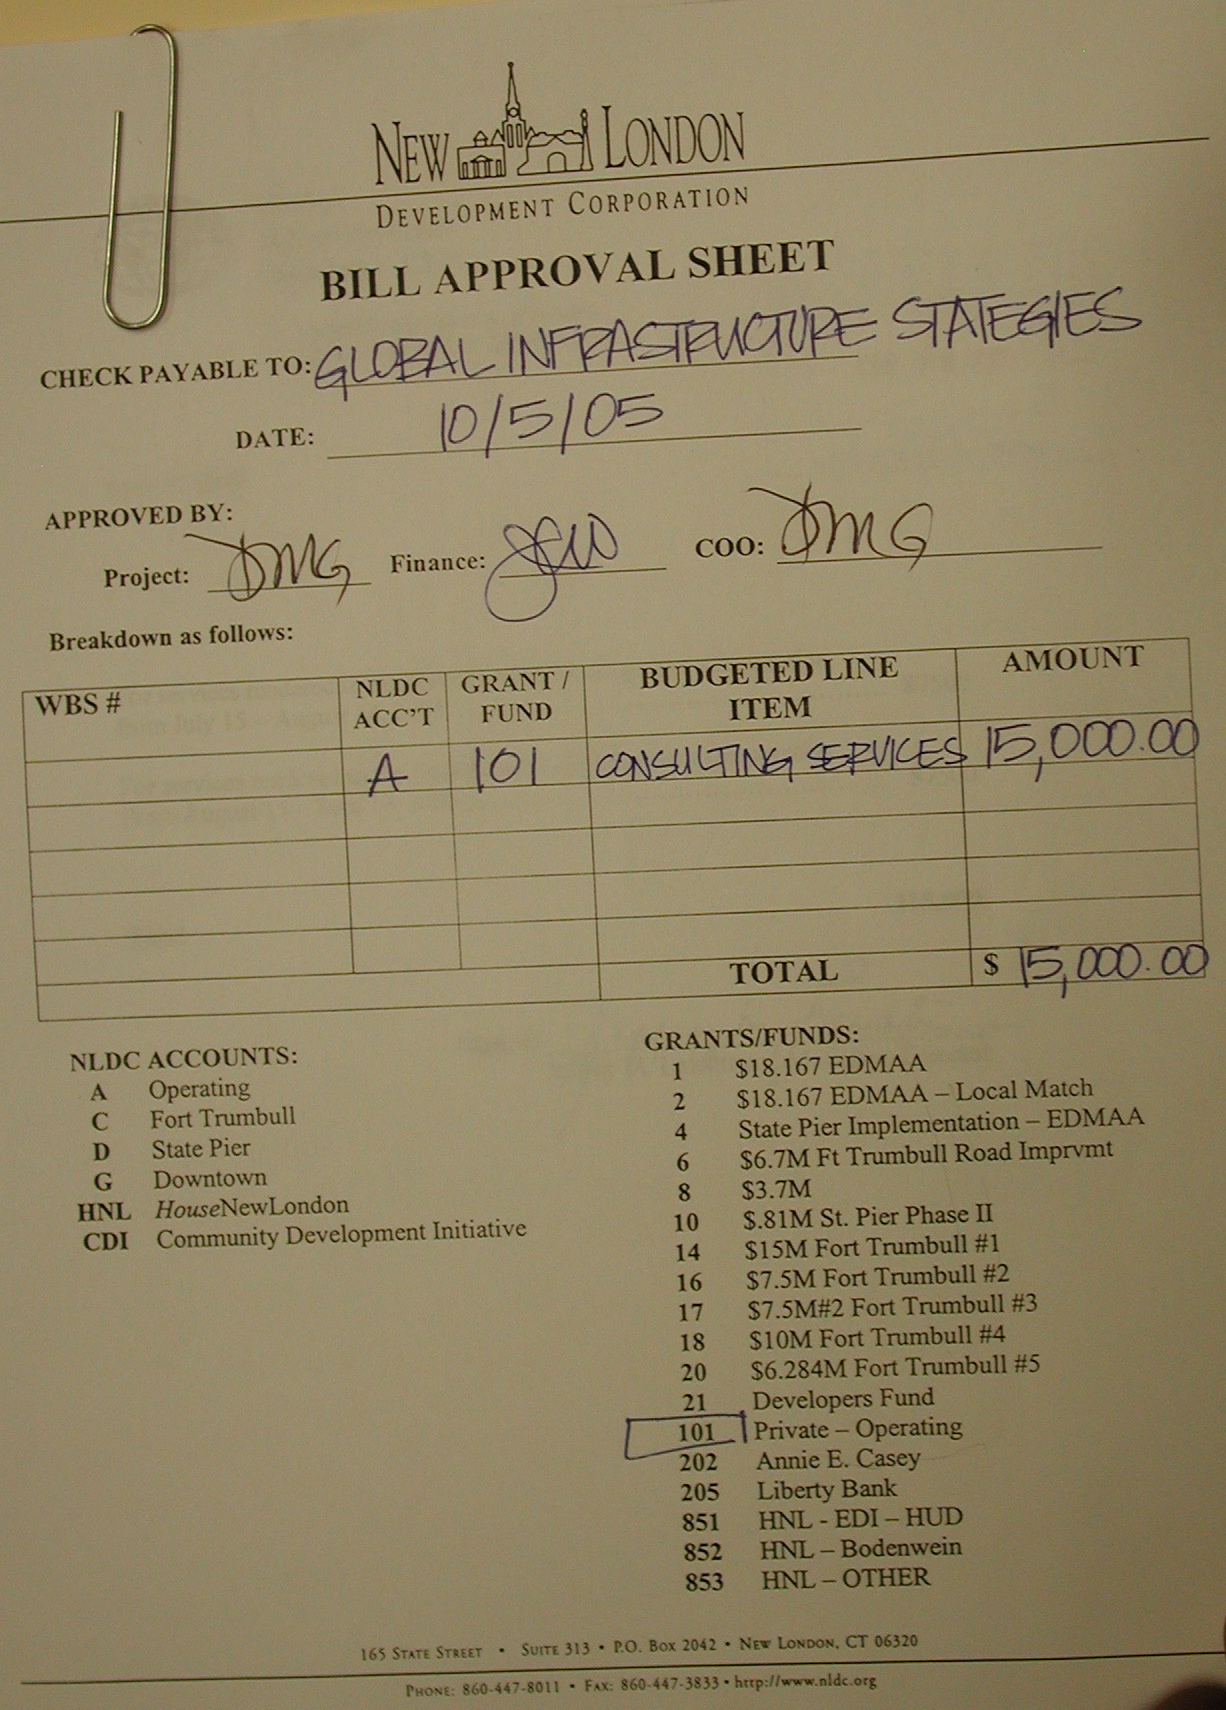 NEW LONDON
DEVELOPMENT CORPORATION
BILL APPROVAL SHEET
CHECK PAYABLE TO: GLOBAL INFRASTRUCTURE STATEGIES
DATE: 10/5/05
APPROVED BY:
Project: DMG Finance: COO: DMG
Breakdown as follows:
WBS # NLDC ACC'T GRANT / FUND BUDGETED LINE ITEM AMOUNT
A 101 CONSULTING SERVICES 15,000.00
TOTAL $ 15,000.00
NLDC ACCOUNTS:
A Operating
C Fort Trumbull
D State Pier
G Downtown
HNL HouseNewLondon
CDI Community Development Initiative
GRANTS/FUNDS:
1 $18.167 EDMAA
2 $18.167 EDMAA – Local Match
4 State Pier Implementation – EDMAA
6 $6.7M Ft Trumbull Road Imprvmt
8 $3.7M
10 $.81M St. Pier Phase II
14 $15M Fort Trumbull #1
16 $7.5M Fort Trumbull #2
17 $7.5M#2 Fort Trumbull #3
18 $10M Fort Trumbull #4
20 $6.284M Fort Trumbull #5
21 Developers Fund
101 Private – Operating
202 Annie E. Casey
205 Liberty Bank
851 HNL - EDI – HUD
852 HNL – Bodenwein
853 HNL – OTHER
165 STATE STREET • SUITE 313 • P.O. BOX 2042 • NEW LONDON, CT 06320
PHONE: 860-447-8011 • FAX: 860-447-3833 • http://www.nldc.org